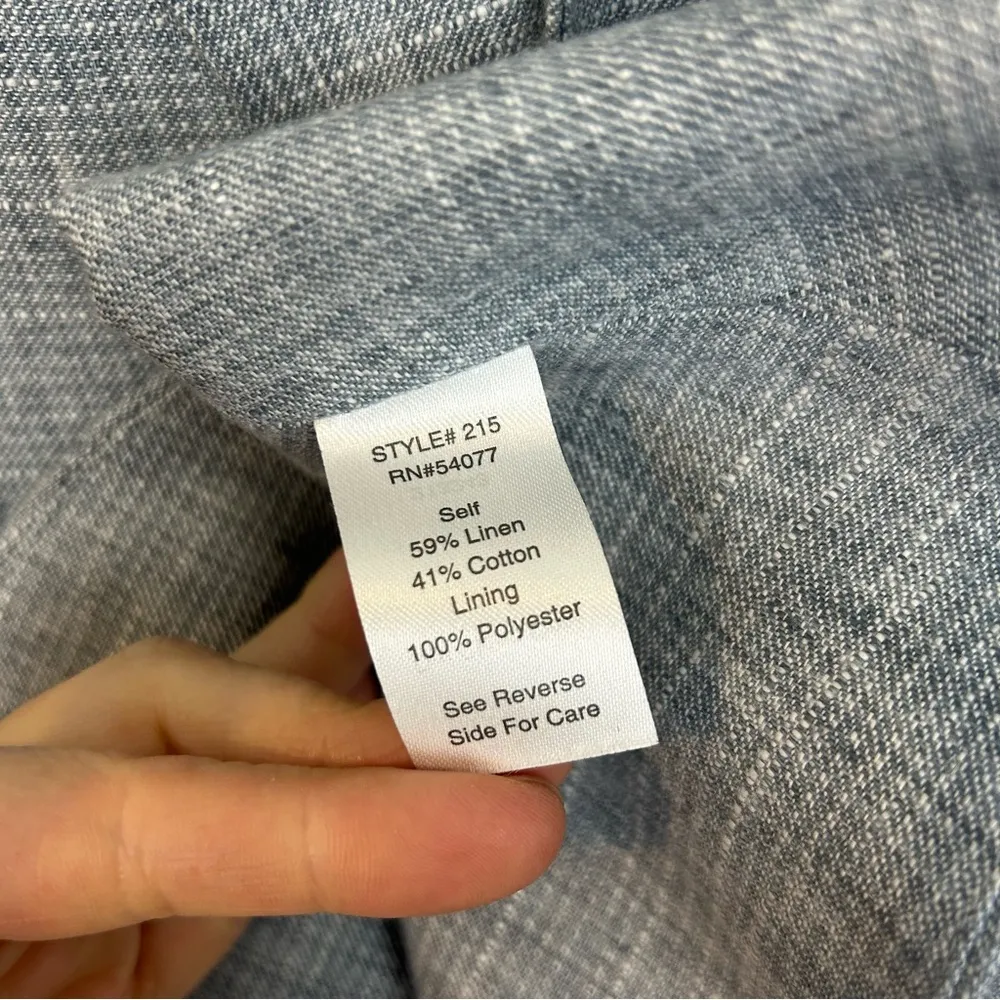 STYLE# 215
RN#54077
Self
59% Linen
41% Cotton
Lining
100% Polyester
See Reverse
Side For Care